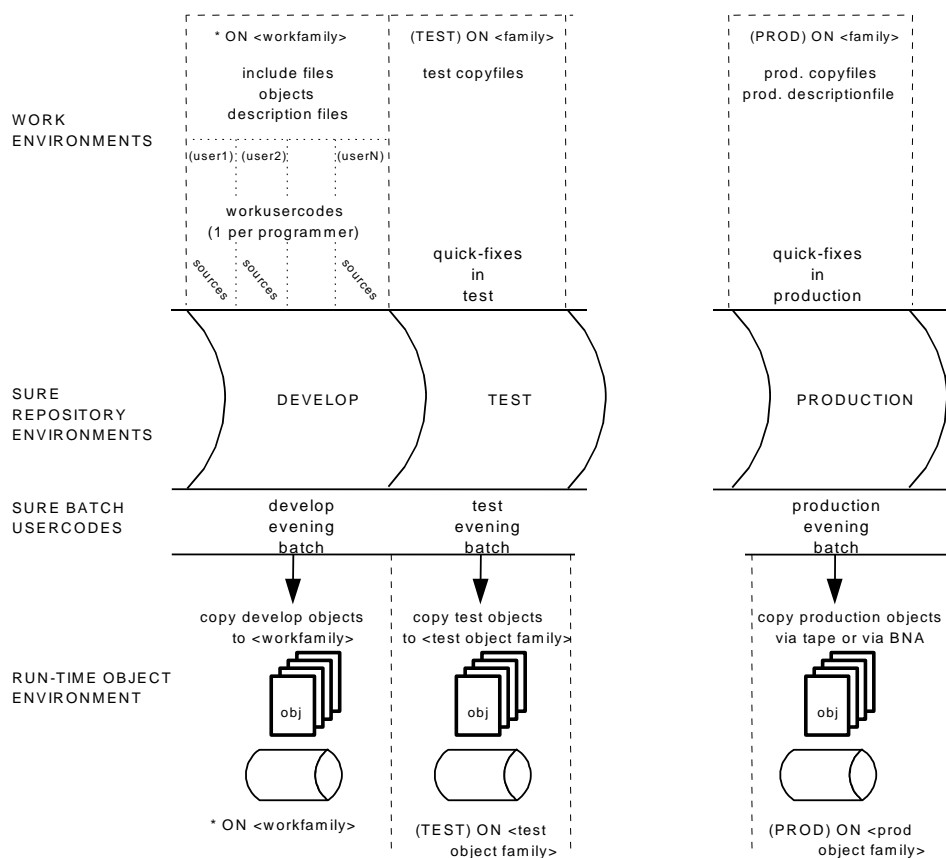 * ON <workfamily>
(TEST) ON <family>
(PROD) ON <family>
include files
objects
description files
test copyfiles
prod. copyfiles
prod. descriptionfile
WORK
ENVIRONMENTS
(user1)
(user2)
(userN)
workusercodes
(1 per programmer)
sources
sources
sources
quick-fixes
in
test
quick-fixes
in
production
SURE
REPOSITORY
ENVIRONMENTS
DEVELOP
TEST
PRODUCTION
SURE BATCH
USERCODES
develop
evening
batch
test
evening
batch
production
evening
batch
copy develop objects
to <workfamily>
copy test objects
to <test object family>
copy production objects
via tape or via BNA
RUN-TIME OBJECT
ENVIRONMENT
obj
obj
obj
* ON <workfamily>
(TEST) ON <test
object family>
(PROD) ON <prod
object family>